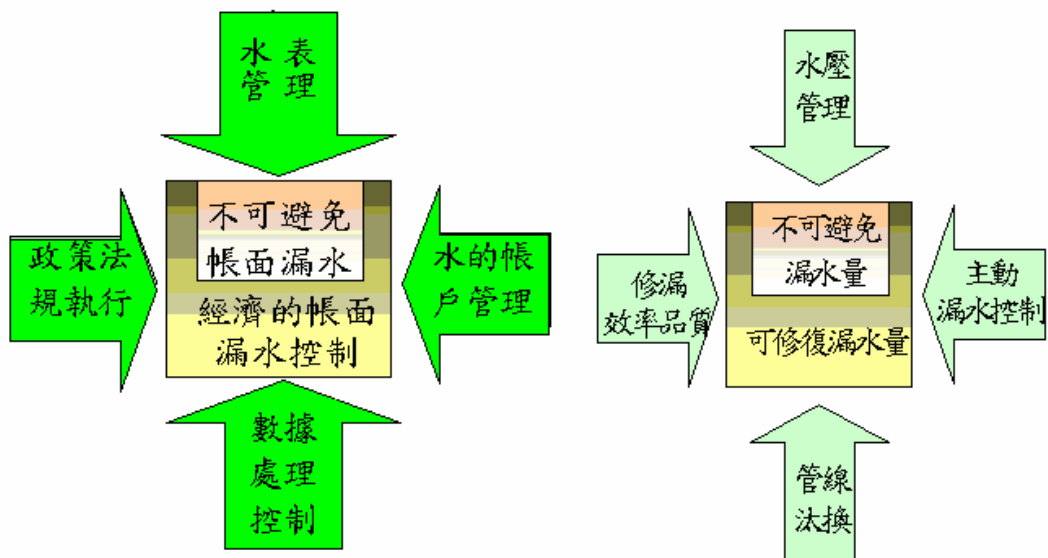 水表
管理
不可避免
帳面漏水
經濟的帳面
漏水控制
政策法
規執行
水的帳
戶管理
數據
處理
控制
水壓
管理
不可避免
漏水量
可修復漏水量
修漏
效率品質
主動
漏水控制
管線
汰換